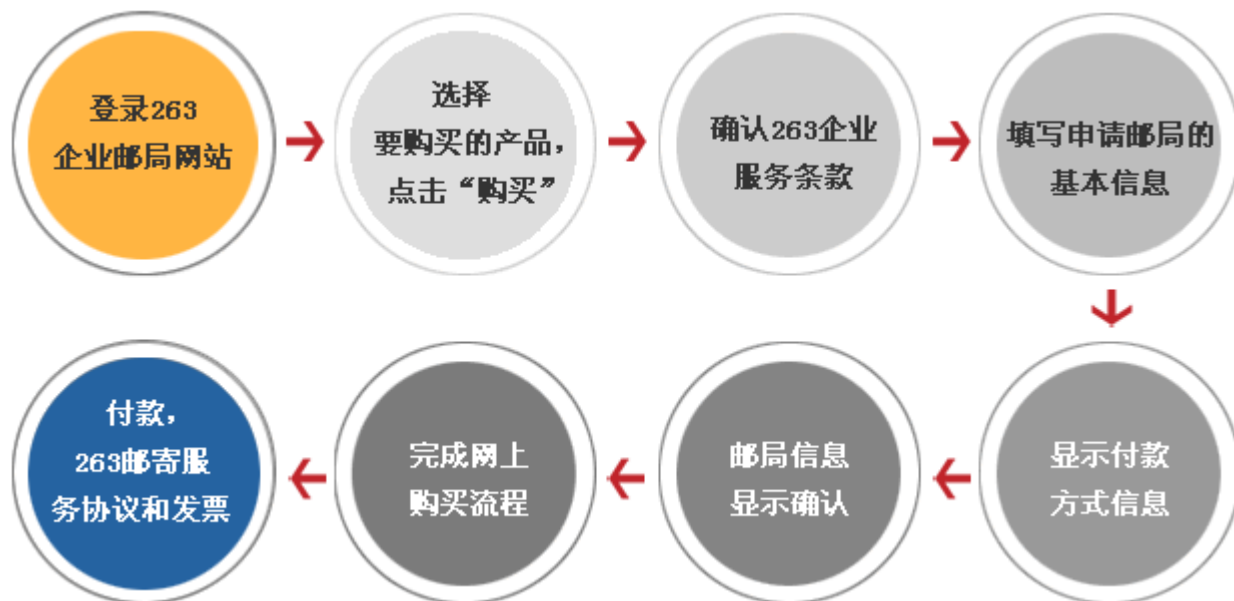 登录263
企业邮局网站
选择
要购买的产品，
点击“购买”
确认263企业
服务条款
填写申请邮局的
基本信息
显示付款
方式信息
邮局信息
显示确认
完成网上
购买流程
付款，
263邮寄服
务协议和发票